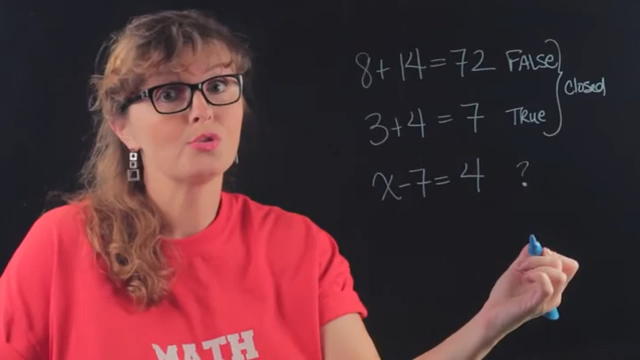 8+14=72 False
Closed
3+4=7 True
x-7=4 ?
MATH